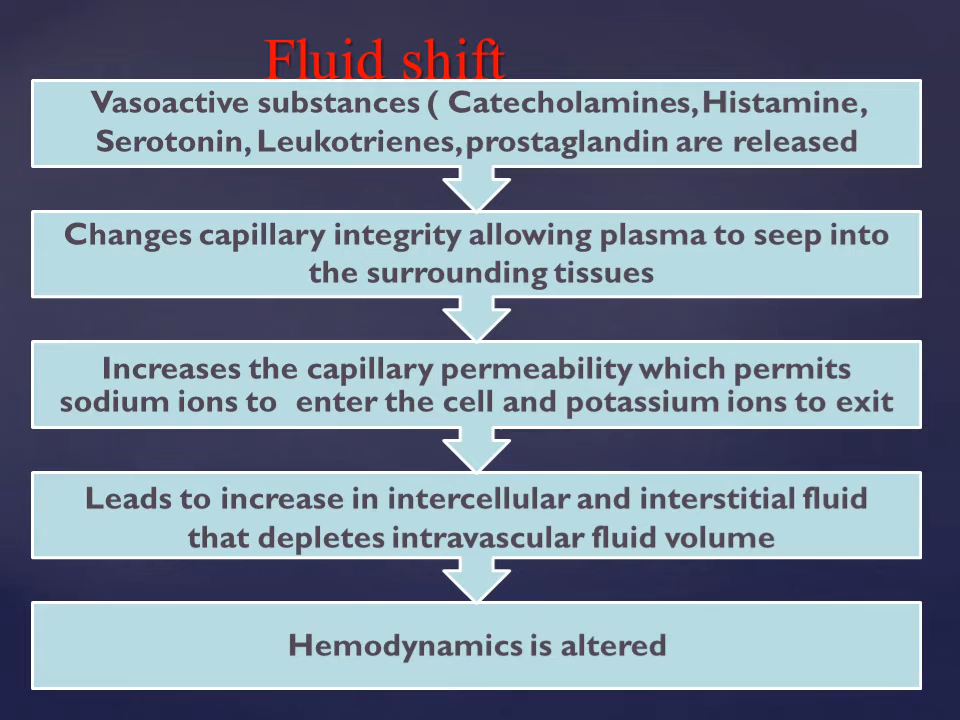 Fluid shift
Vasoactive substances ( Catecholamines, Histamine,
Serotonin, Leukotrienes, prostaglandin are released
Changes capillary integrity allowing plasma to seep into
the surrounding tissues
Increases the capillary permeability which permits
sodium ions to  enter the cell and potassium ions to exit
Leads to increase in intercellular and interstitial fluid
that depletes intravascular fluid volume
Hemodynamics is altered